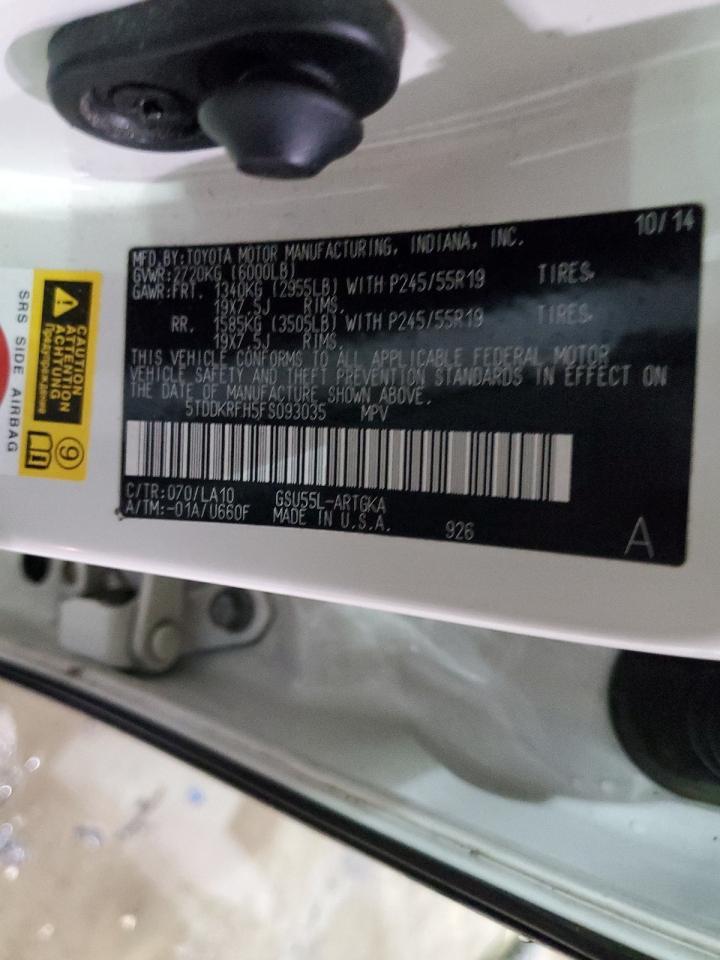 10/14
MFD.BY:TOYOTA MOTOR MANUFACTURING, INDIANA, INC.
GVWR:2720KG (6000LB)
GAWR:FRT. 1340KG (2955LB) WITH P245/55R19 TIRES,
19X7.5J RIMS.
RR. 1585KG (3505LB) WITH P245/55R19 TIRES,
19X7.5J RIMS
THIS VEHICLE CONFORMS TO ALL APPLICABLE FEDERAL MOTOR
VEHICLE SAFETY AND THEFT PREVENTION STANDARDS IN EFFECT ON
THE DATE OF MANUFACTURE SHOWN ABOVE.
5TDDKRFH5FS093035 MPV
C/TR:070/LA10 GSU55L-ARTGKA
A/TM:-01A/U660F MADE IN U.S.A. 926
A
CAUTION
ATTENTION
ACHTUNG
Предупреждение
9
SRS SIDE AIRBAG